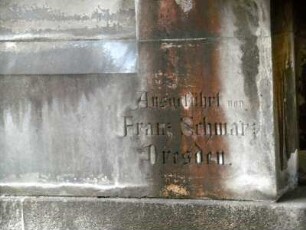 Ausgeführt von
Franz Schwarz
Dresden.